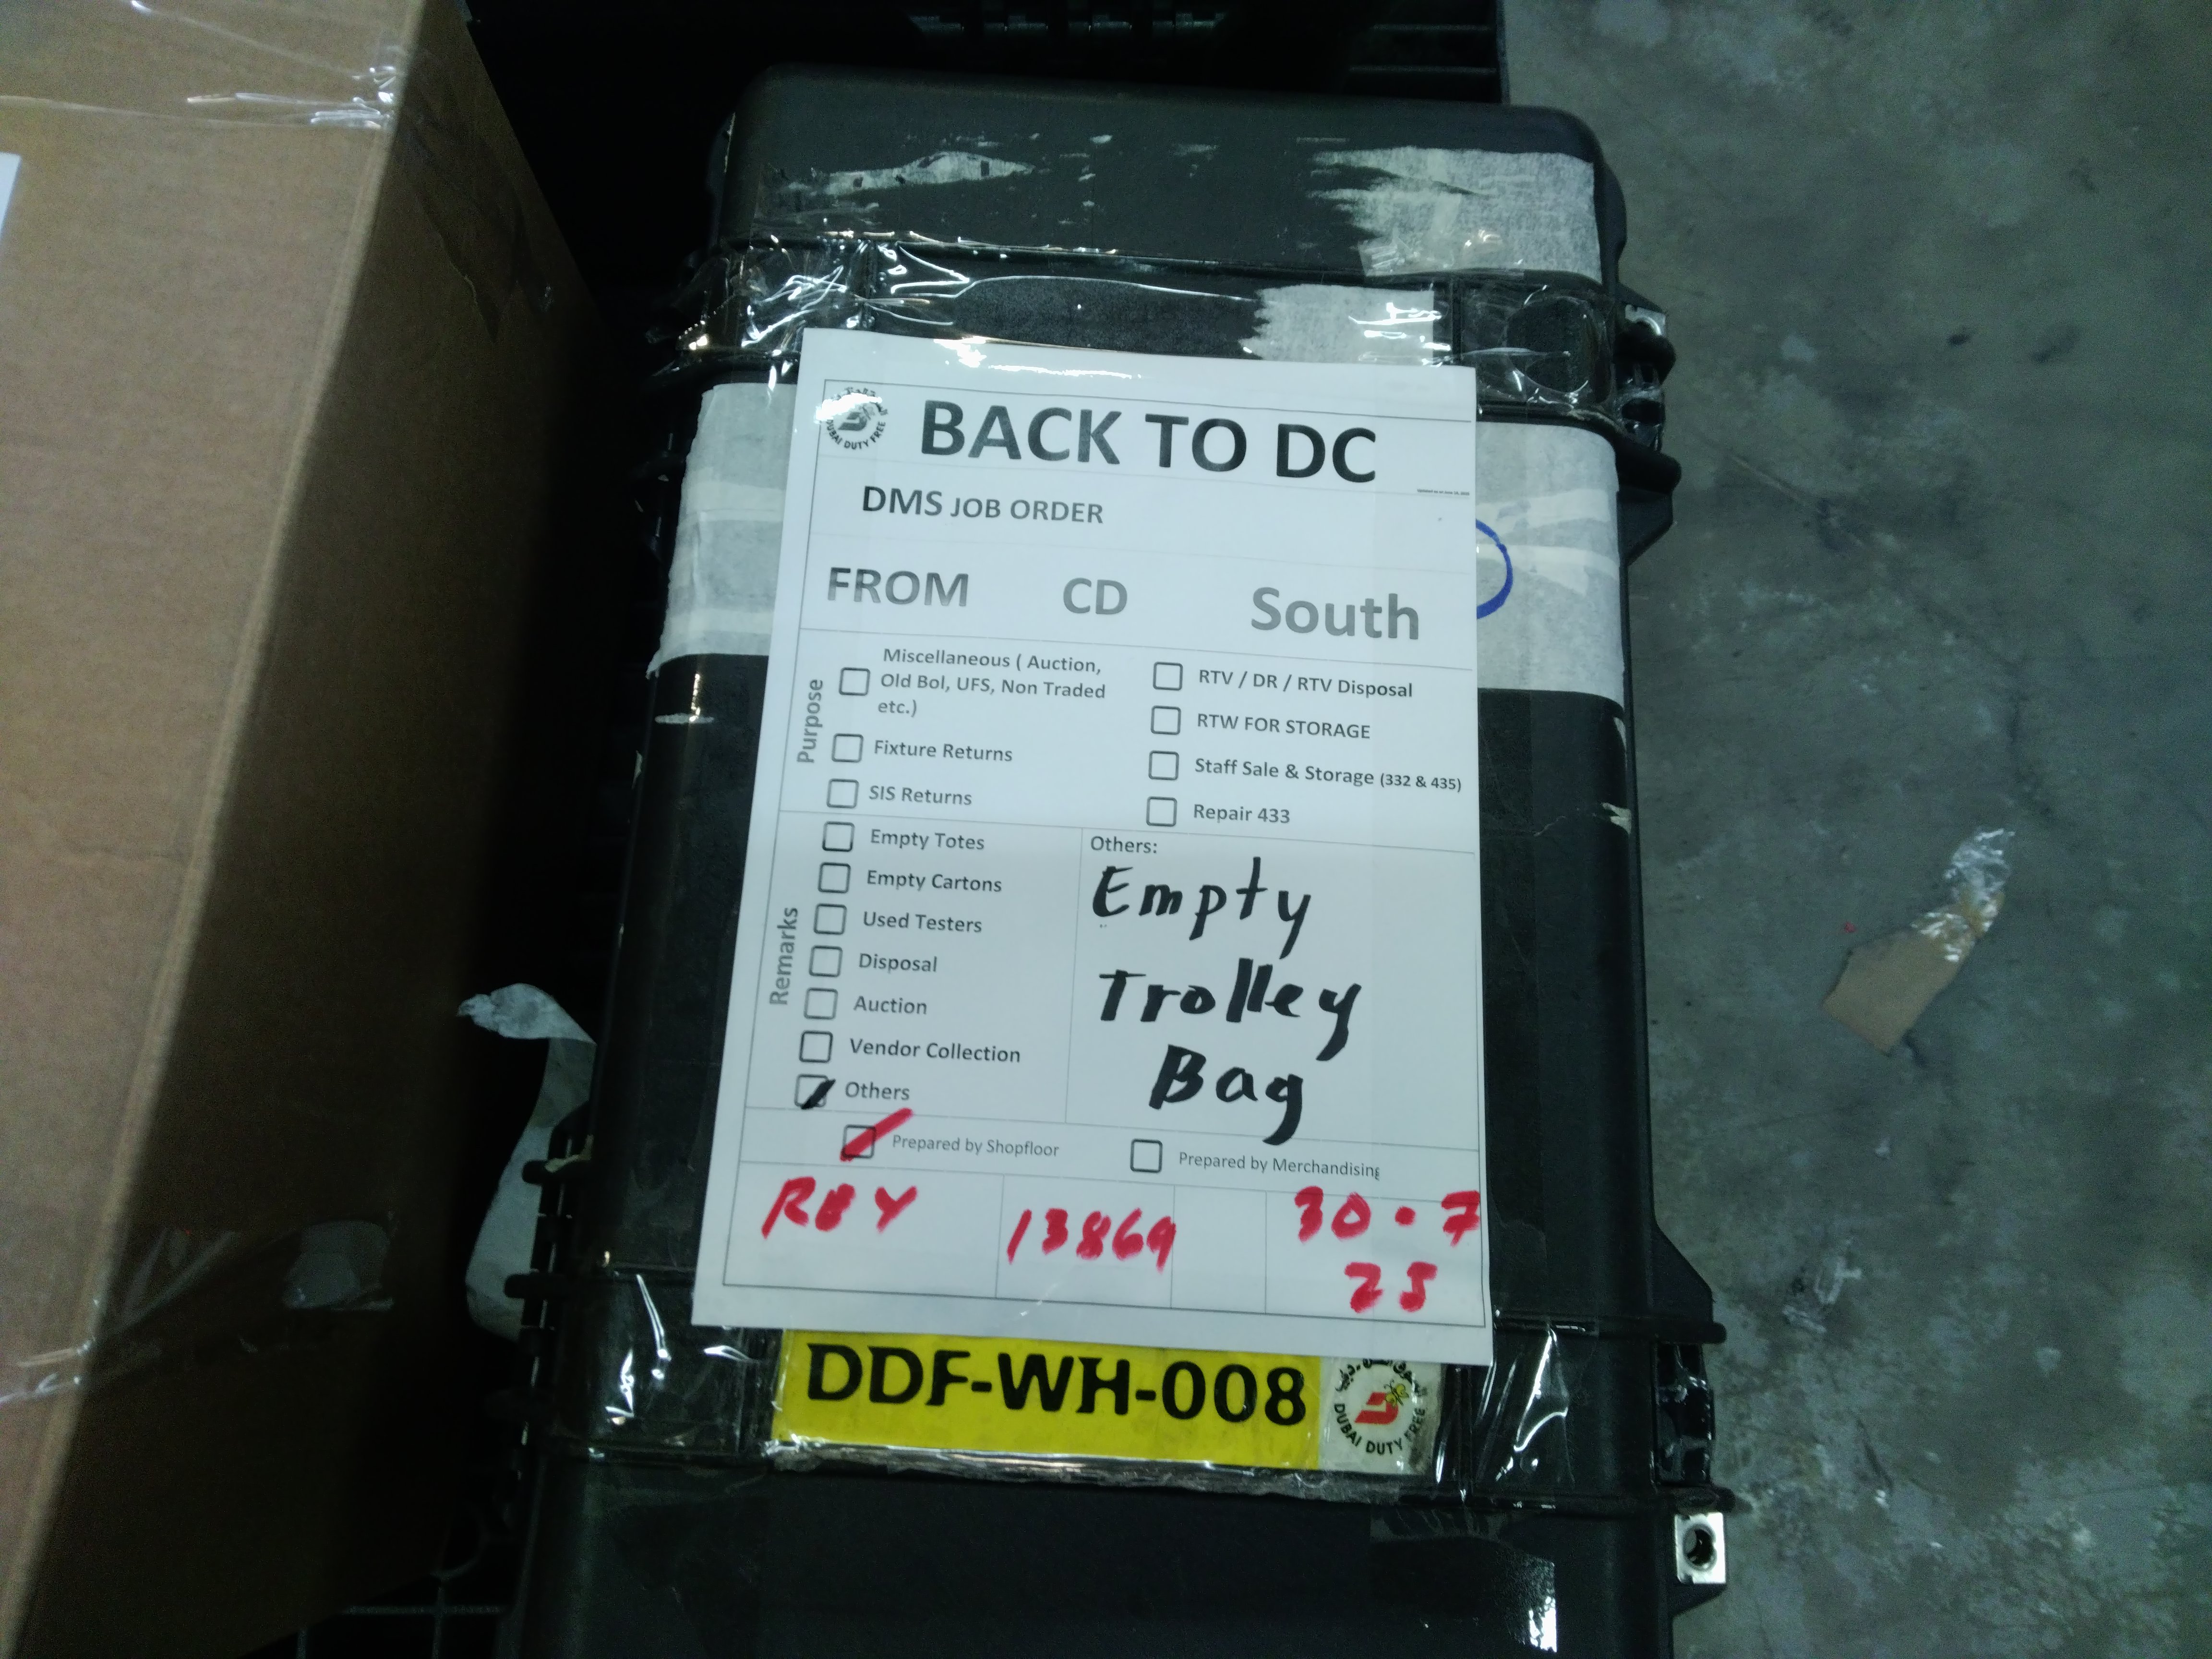 DUBAI DUTY FREE
BACK TO DC
DMS JOB ORDER
FROM CD South
Purpose
Miscellaneous ( Auction,
Old Bol, UFS, Non Traded
etc.)
Fixture Returns
SIS Returns
RTV / DR / RTV Disposal
RTW FOR STORAGE
Staff Sale & Storage (332 & 435)
Repair 433
Remarks
Empty Totes
Empty Cartons
Used Testers
Disposal
Auction
Vendor Collection
Others
Others:
Empty
Trolley
Bag
Prepared by Shopfloor
Prepared by Merchandising
RBY 13869 30.7
25
DDF-WH-008
DUBAI DUTY FREE